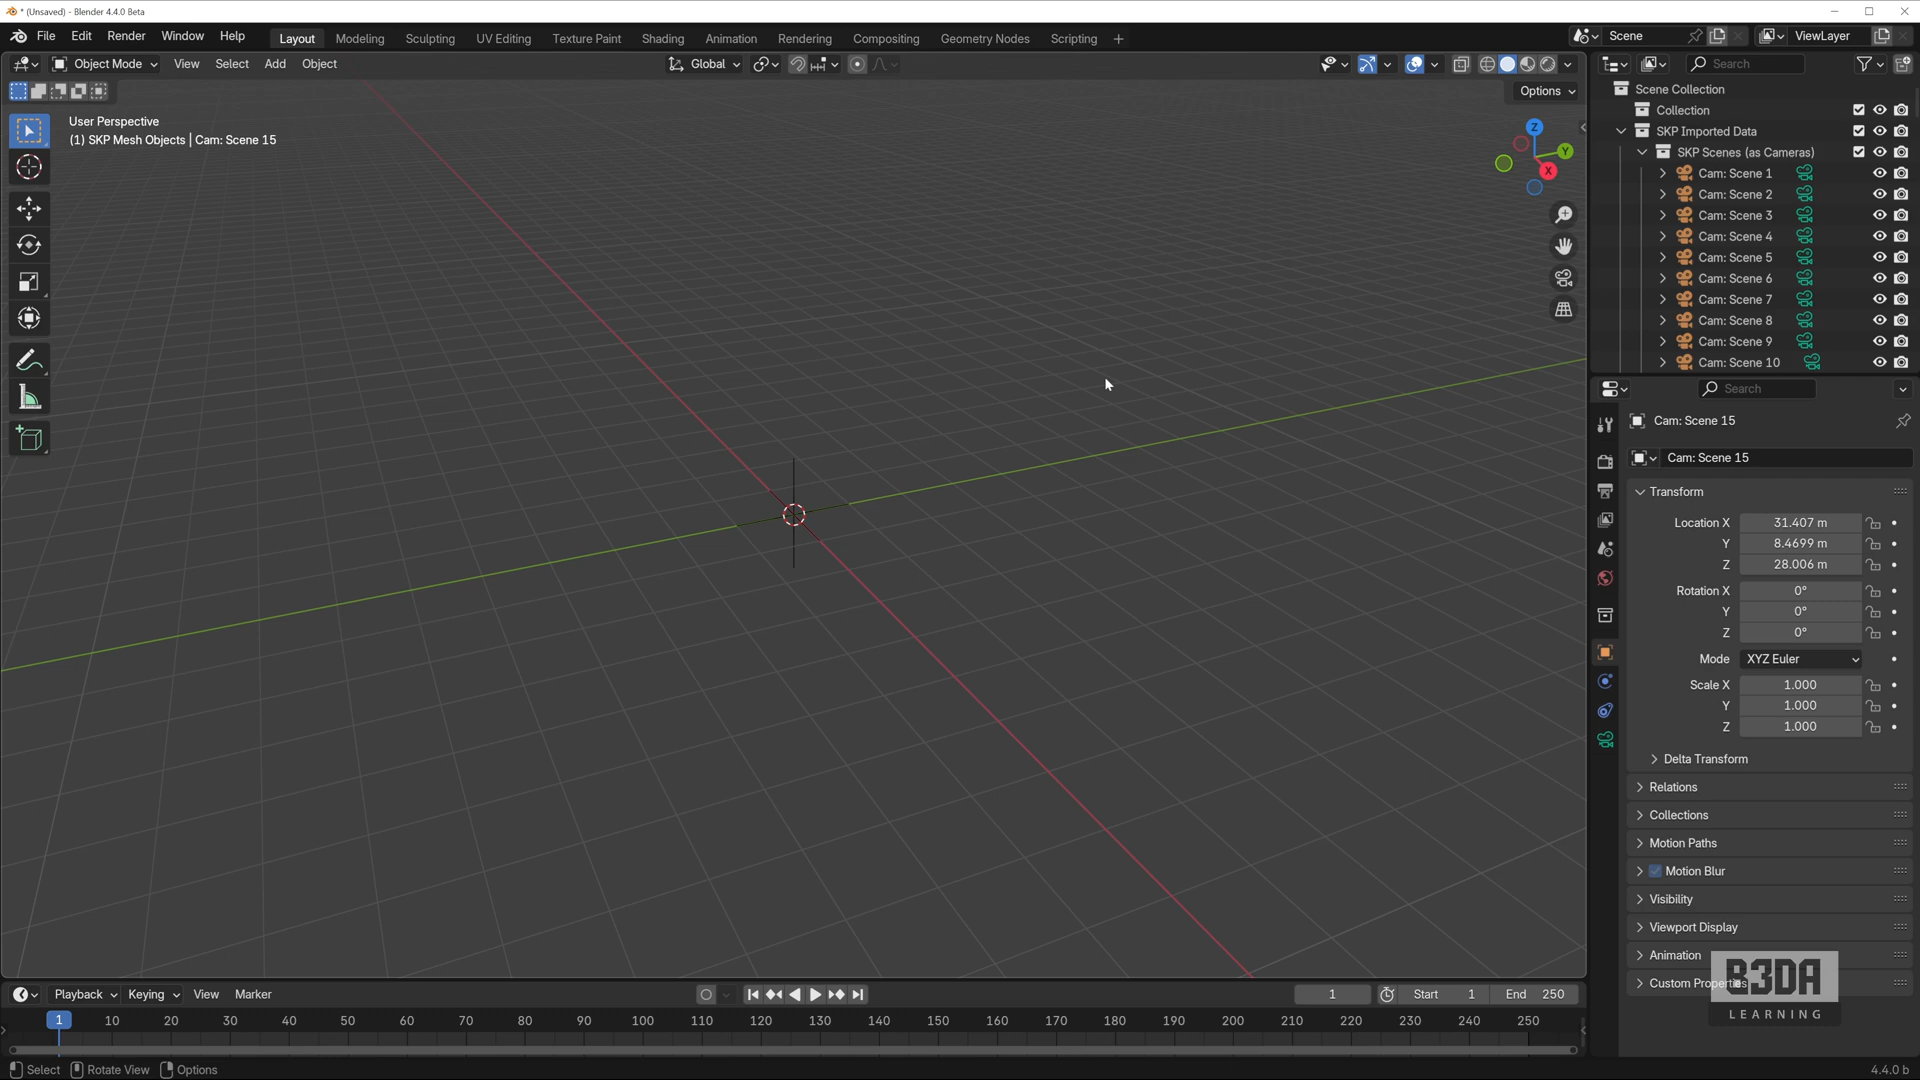 * (Unsaved) - Blender 4.4.0 Beta
File Edit Render Window Help Layout Modeling Sculpting UV Editing Texture Paint Shading Animation Rendering Compositing Geometry Nodes Scripting + Scene ViewLayer
Object Mode View Select Add Object Global Search
Options
User Perspective
(1) SKP Mesh Objects | Cam: Scene 15
Z
Y
X
Scene Collection
Collection
SKP Imported Data
SKP Scenes (as Cameras)
Cam: Scene 1
Cam: Scene 2
Cam: Scene 3
Cam: Scene 4
Cam: Scene 5
Cam: Scene 6
Cam: Scene 7
Cam: Scene 8
Cam: Scene 9
Cam: Scene 10
Search
Cam: Scene 15
Cam: Scene 15
Transform
Location X 31.407 m
Y 8.4699 m
Z 28.006 m
Rotation X 0°
Y 0°
Z 0°
Mode XYZ Euler
Scale X 1.000
Y 1.000
Z 1.000
Delta Transform
Relations
Collections
Motion Paths
Motion Blur
Visibility
Viewport Display
Animation
Custom Properties
B3DA
LEARNING
Playback Keying View Marker 1 Start 1 End 250
1 10 20 30 40 50 60 70 80 90 100 110 120 130 140 150 160 170 180 190 200 210 220 230 240 250
Select Rotate View Options 4.4.0 b